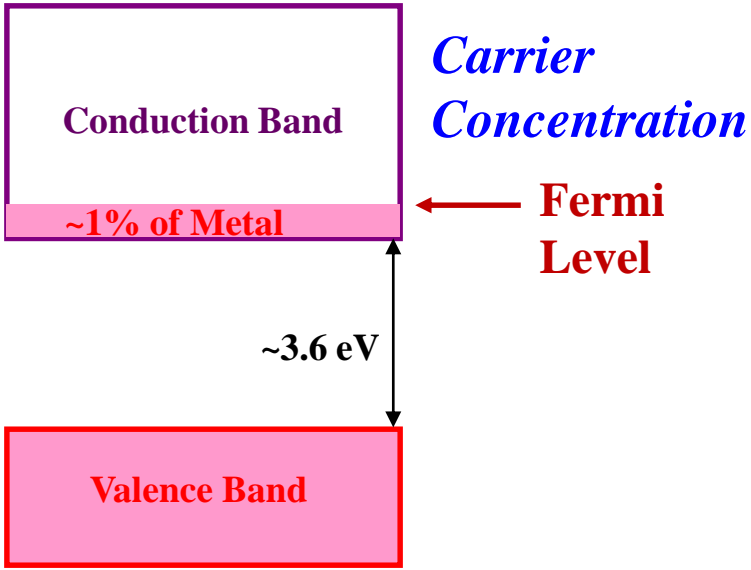 Carrier
Concentration
Conduction Band
Fermi
Level
~1% of Metal
~3.6 eV
Valence Band